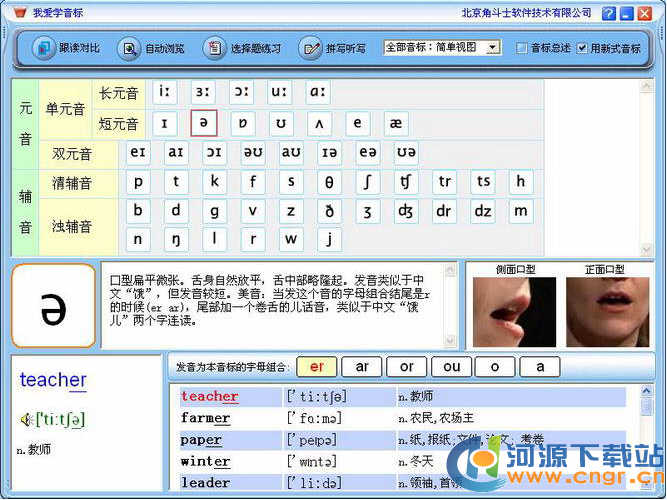 我爱学音标 北京角斗士软件技术有限公司
跟读对比 自动浏览 选择题练习 拼写听写 全部音标：简单视图 音标总述 用新式音标
元音 单元音 长元音 iː ɜː ɔː uː ɑː
短元音 ɪ ə ɒ ʊ ʌ e æ
双元音 eɪ aɪ ɔɪ əʊ aʊ ɪə eə ʊə
辅音 清辅音 p t k f s θ ʃ ʧ tr ts h
浊辅音 b d g v z ð ʒ ʤ dr dz m
n ŋ l r w j
ə
口型扁平微张。舌身自然放平，舌中部略隆起。发音类似于中
文“饿”，但发音较短。美音：当发这个音的字母组合结尾是r
的时候(er ar)，尾部加一个卷舌的儿话音，类似于中文“饿
儿”两个字连读。
侧面口型 正面口型
发音为本音标的字母组合: er ar or ou o a
teacher
['tiːtʃə]
n.教师
teacher ['tiːtʃə] n.教师
farmer ['fɑːmə] n.农民,农场主
paper ['peɪpə] n.纸,报纸,文件,论文; 考卷
winter ['wɪntə] n.冬天
leader ['liːdə] n.领袖,首领
河源下载站
www.cngr.cn